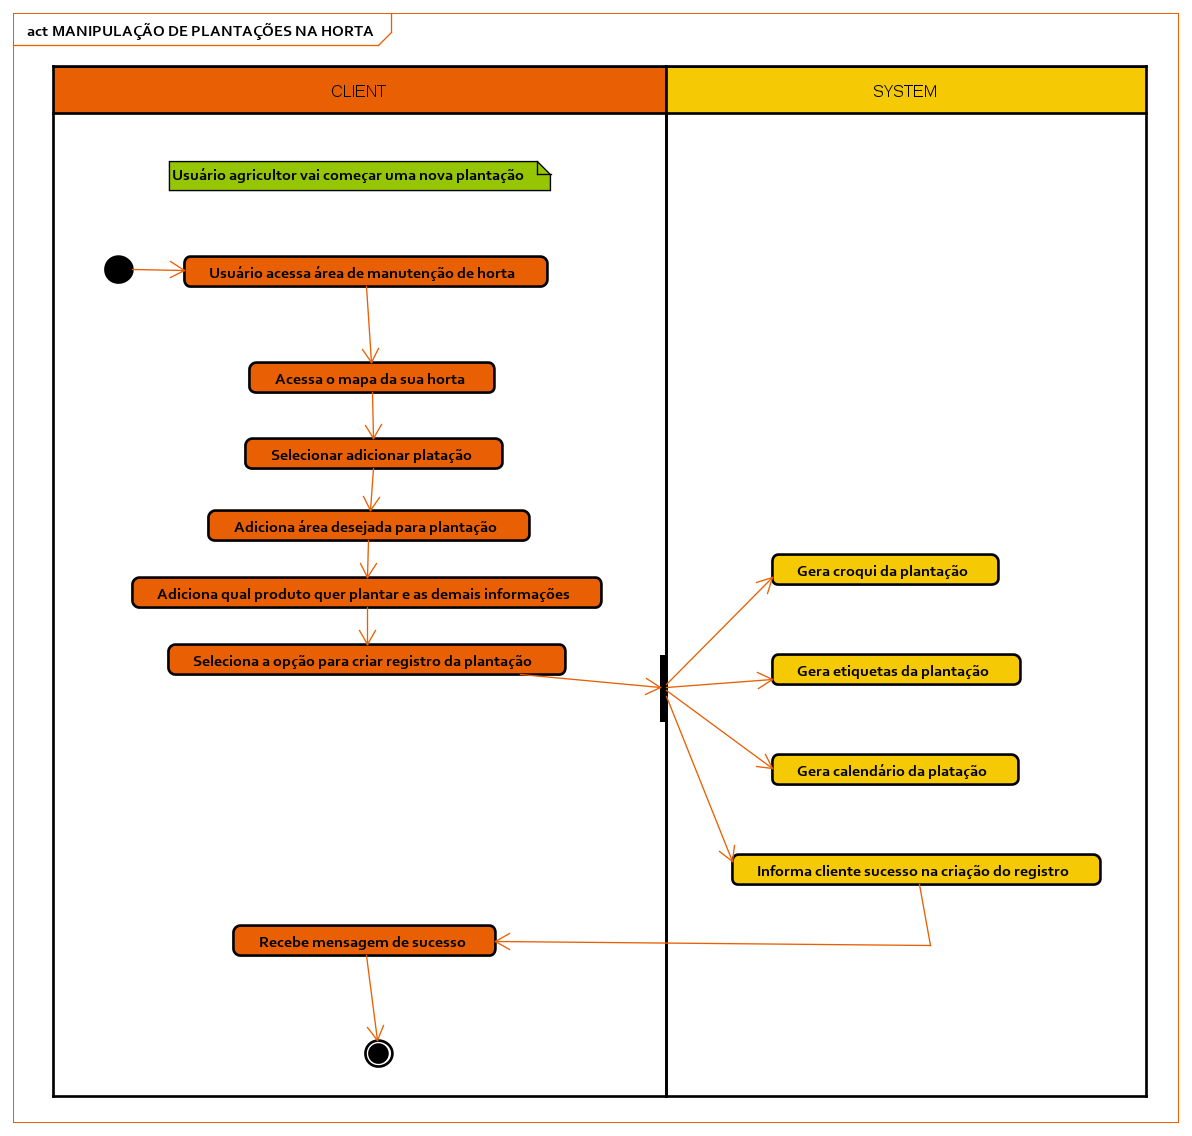 act MANIPULAÇÃO DE PLANTAÇÕES NA HORTA
CLIENT
SYSTEM
Usuário agricultor vai começar uma nova plantação
Usuário acessa área de manutenção de horta
Acessa o mapa da sua horta
Selecionar adicionar platação
Adiciona área desejada para plantação
Adiciona qual produto quer plantar e as demais informações
Seleciona a opção para criar registro da plantação
Gera croqui da plantação
Gera etiquetas da plantação
Gera calendário da platação
Informa cliente sucesso na criação do registro
Recebe mensagem de sucesso